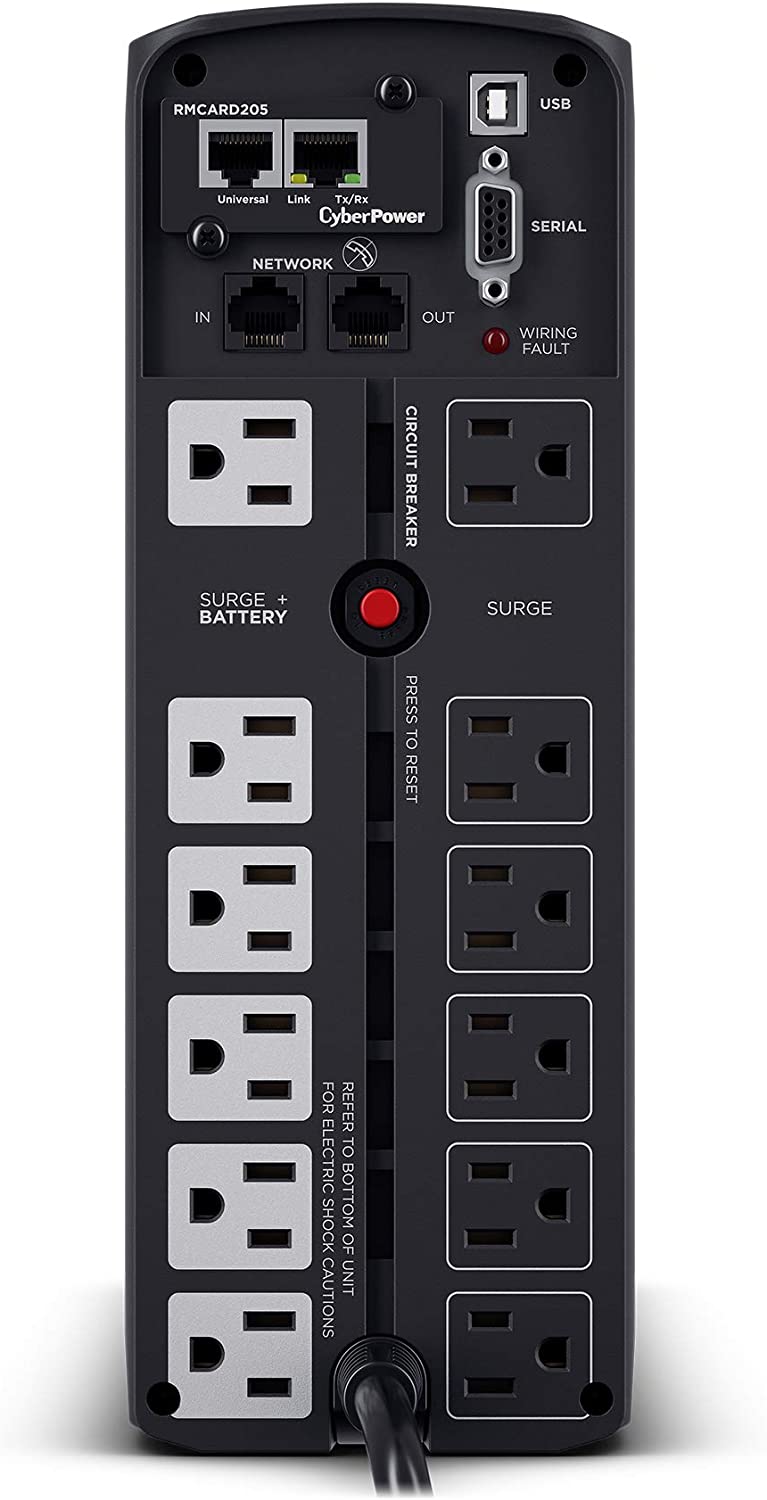 RMCARD205
USB
Universal
Link
Tx/Rx
CyberPower
SERIAL
NETWORK
IN
OUT
WIRING
FAULT
CIRCUIT BREAKER
SURGE +
BATTERY
SURGE
PRESS TO RESET
REFER TO BOTTOM OF UNIT
FOR ELECTRIC SHOCK CAUTIONS